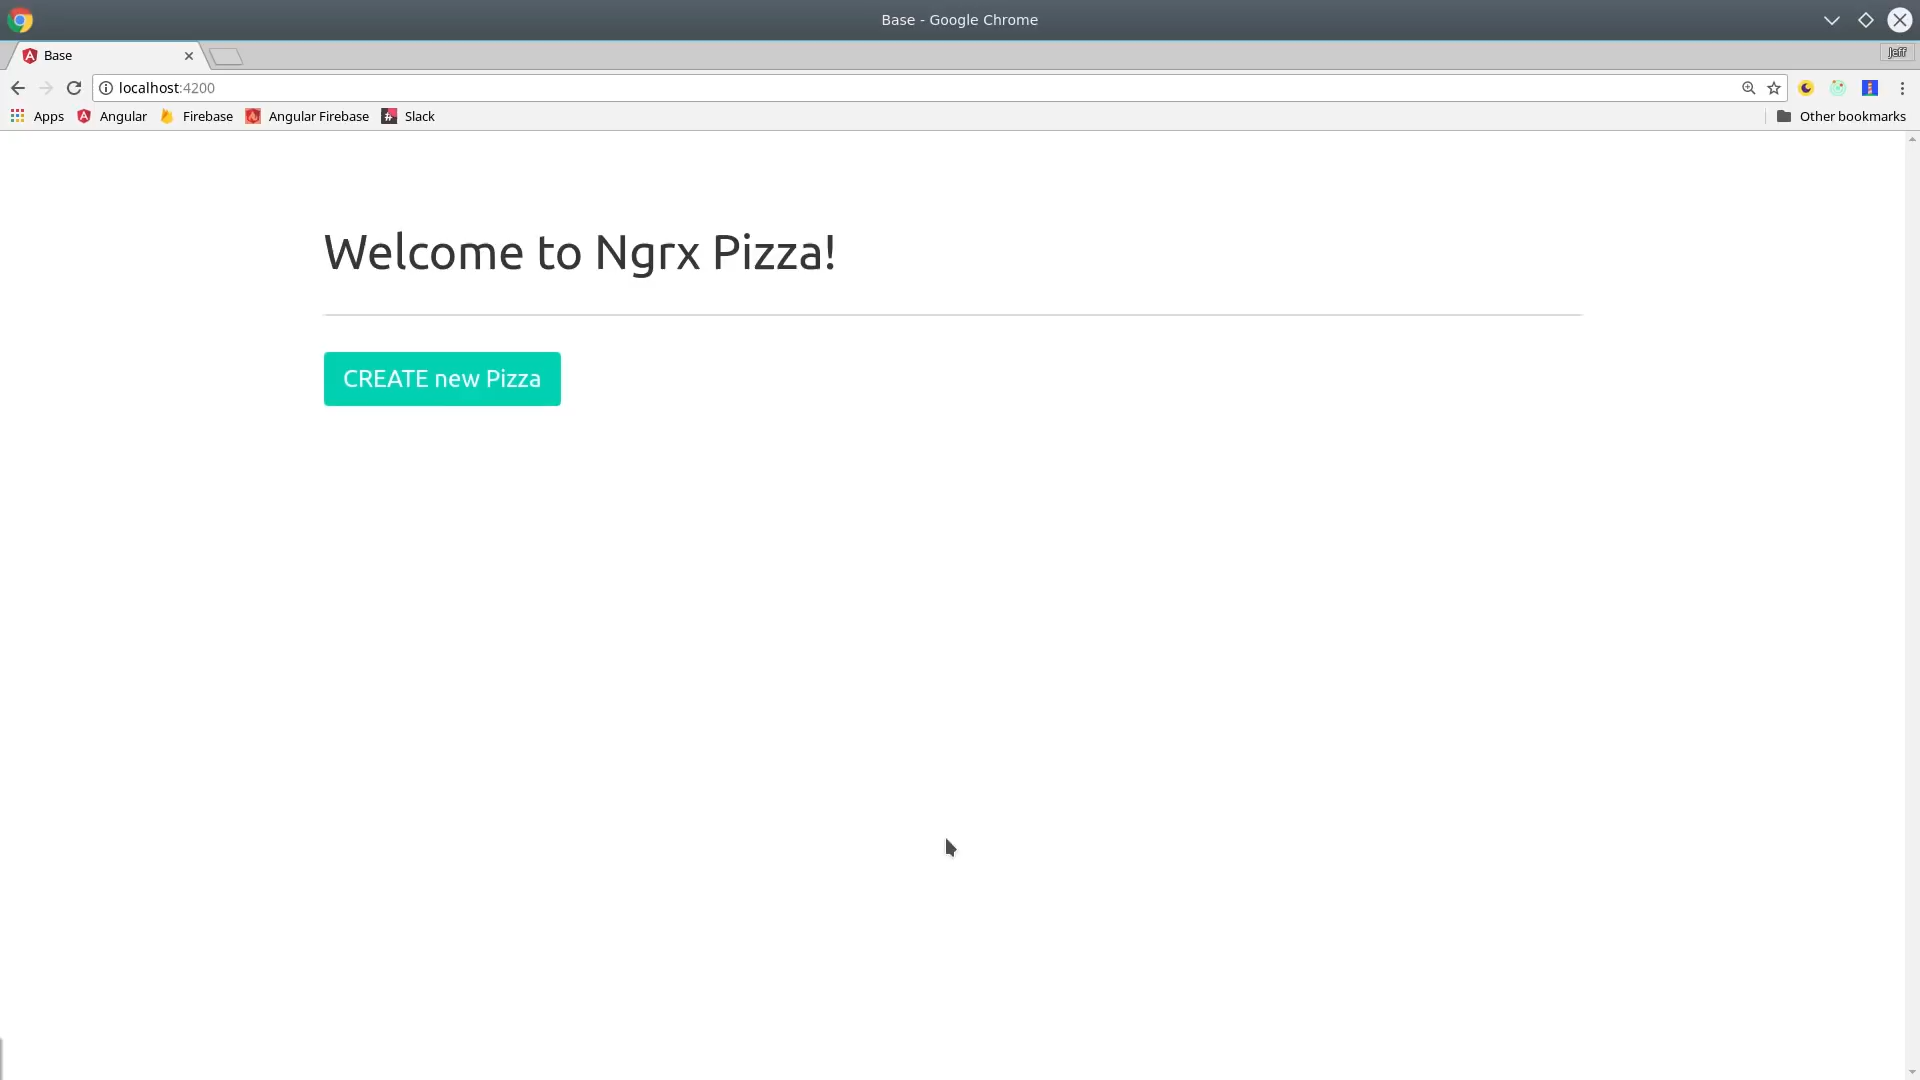 Base - Google Chrome
Base
Jeff
localhost:4200
Apps Angular Firebase Angular Firebase Slack Other bookmarks
Welcome to Ngrx Pizza!
CREATE new Pizza